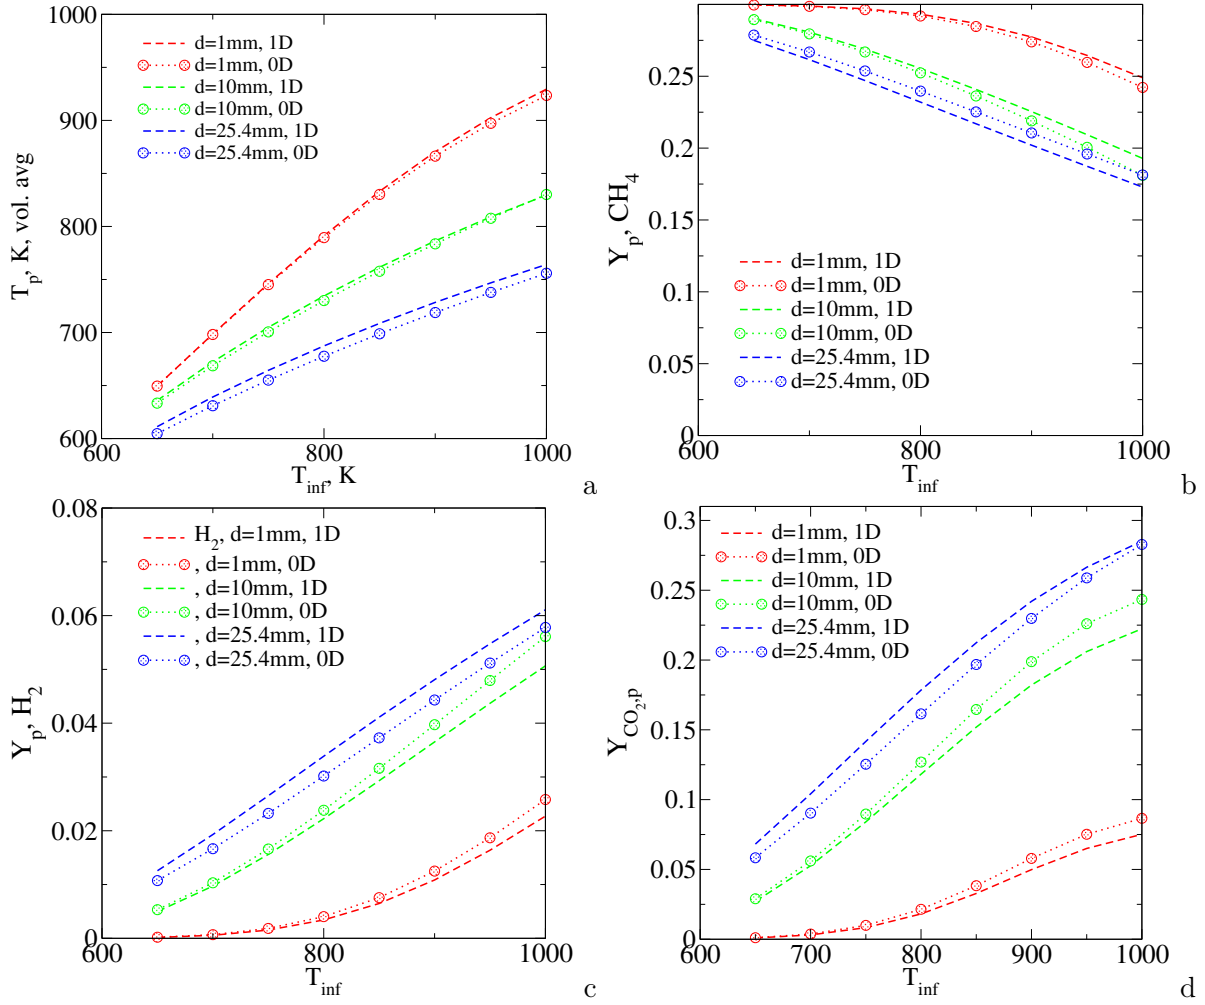 1000
900
800
700
600
600
800
1000
T_p, K, vol. avg
T_inf, K
d=1mm, 1D
d=1mm, 0D
d=10mm, 1D
d=10mm, 0D
d=25.4mm, 1D
d=25.4mm, 0D
a
0.25
0.2
0.15
0.1
0.05
0
600
800
1000
Y_p, CH_4
T_inf
d=1mm, 1D
d=1mm, 0D
d=10mm, 1D
d=10mm, 0D
d=25.4mm, 1D
d=25.4mm, 0D
b
0.08
0.06
0.04
0.02
0
600
800
1000
Y_p, H_2
T_inf
H_2, d=1mm, 1D
, d=1mm, 0D
, d=10mm, 1D
, d=10mm, 0D
, d=25.4mm, 1D
, d=25.4mm, 0D
c
0.3
0.25
0.2
0.15
0.1
0.05
0
600
700
800
900
1000
Y_CO_2,p
T_inf
d=1mm, 1D
d=1mm, 0D
d=10mm, 1D
d=10mm, 0D
d=25.4mm, 1D
d=25.4mm, 0D
d